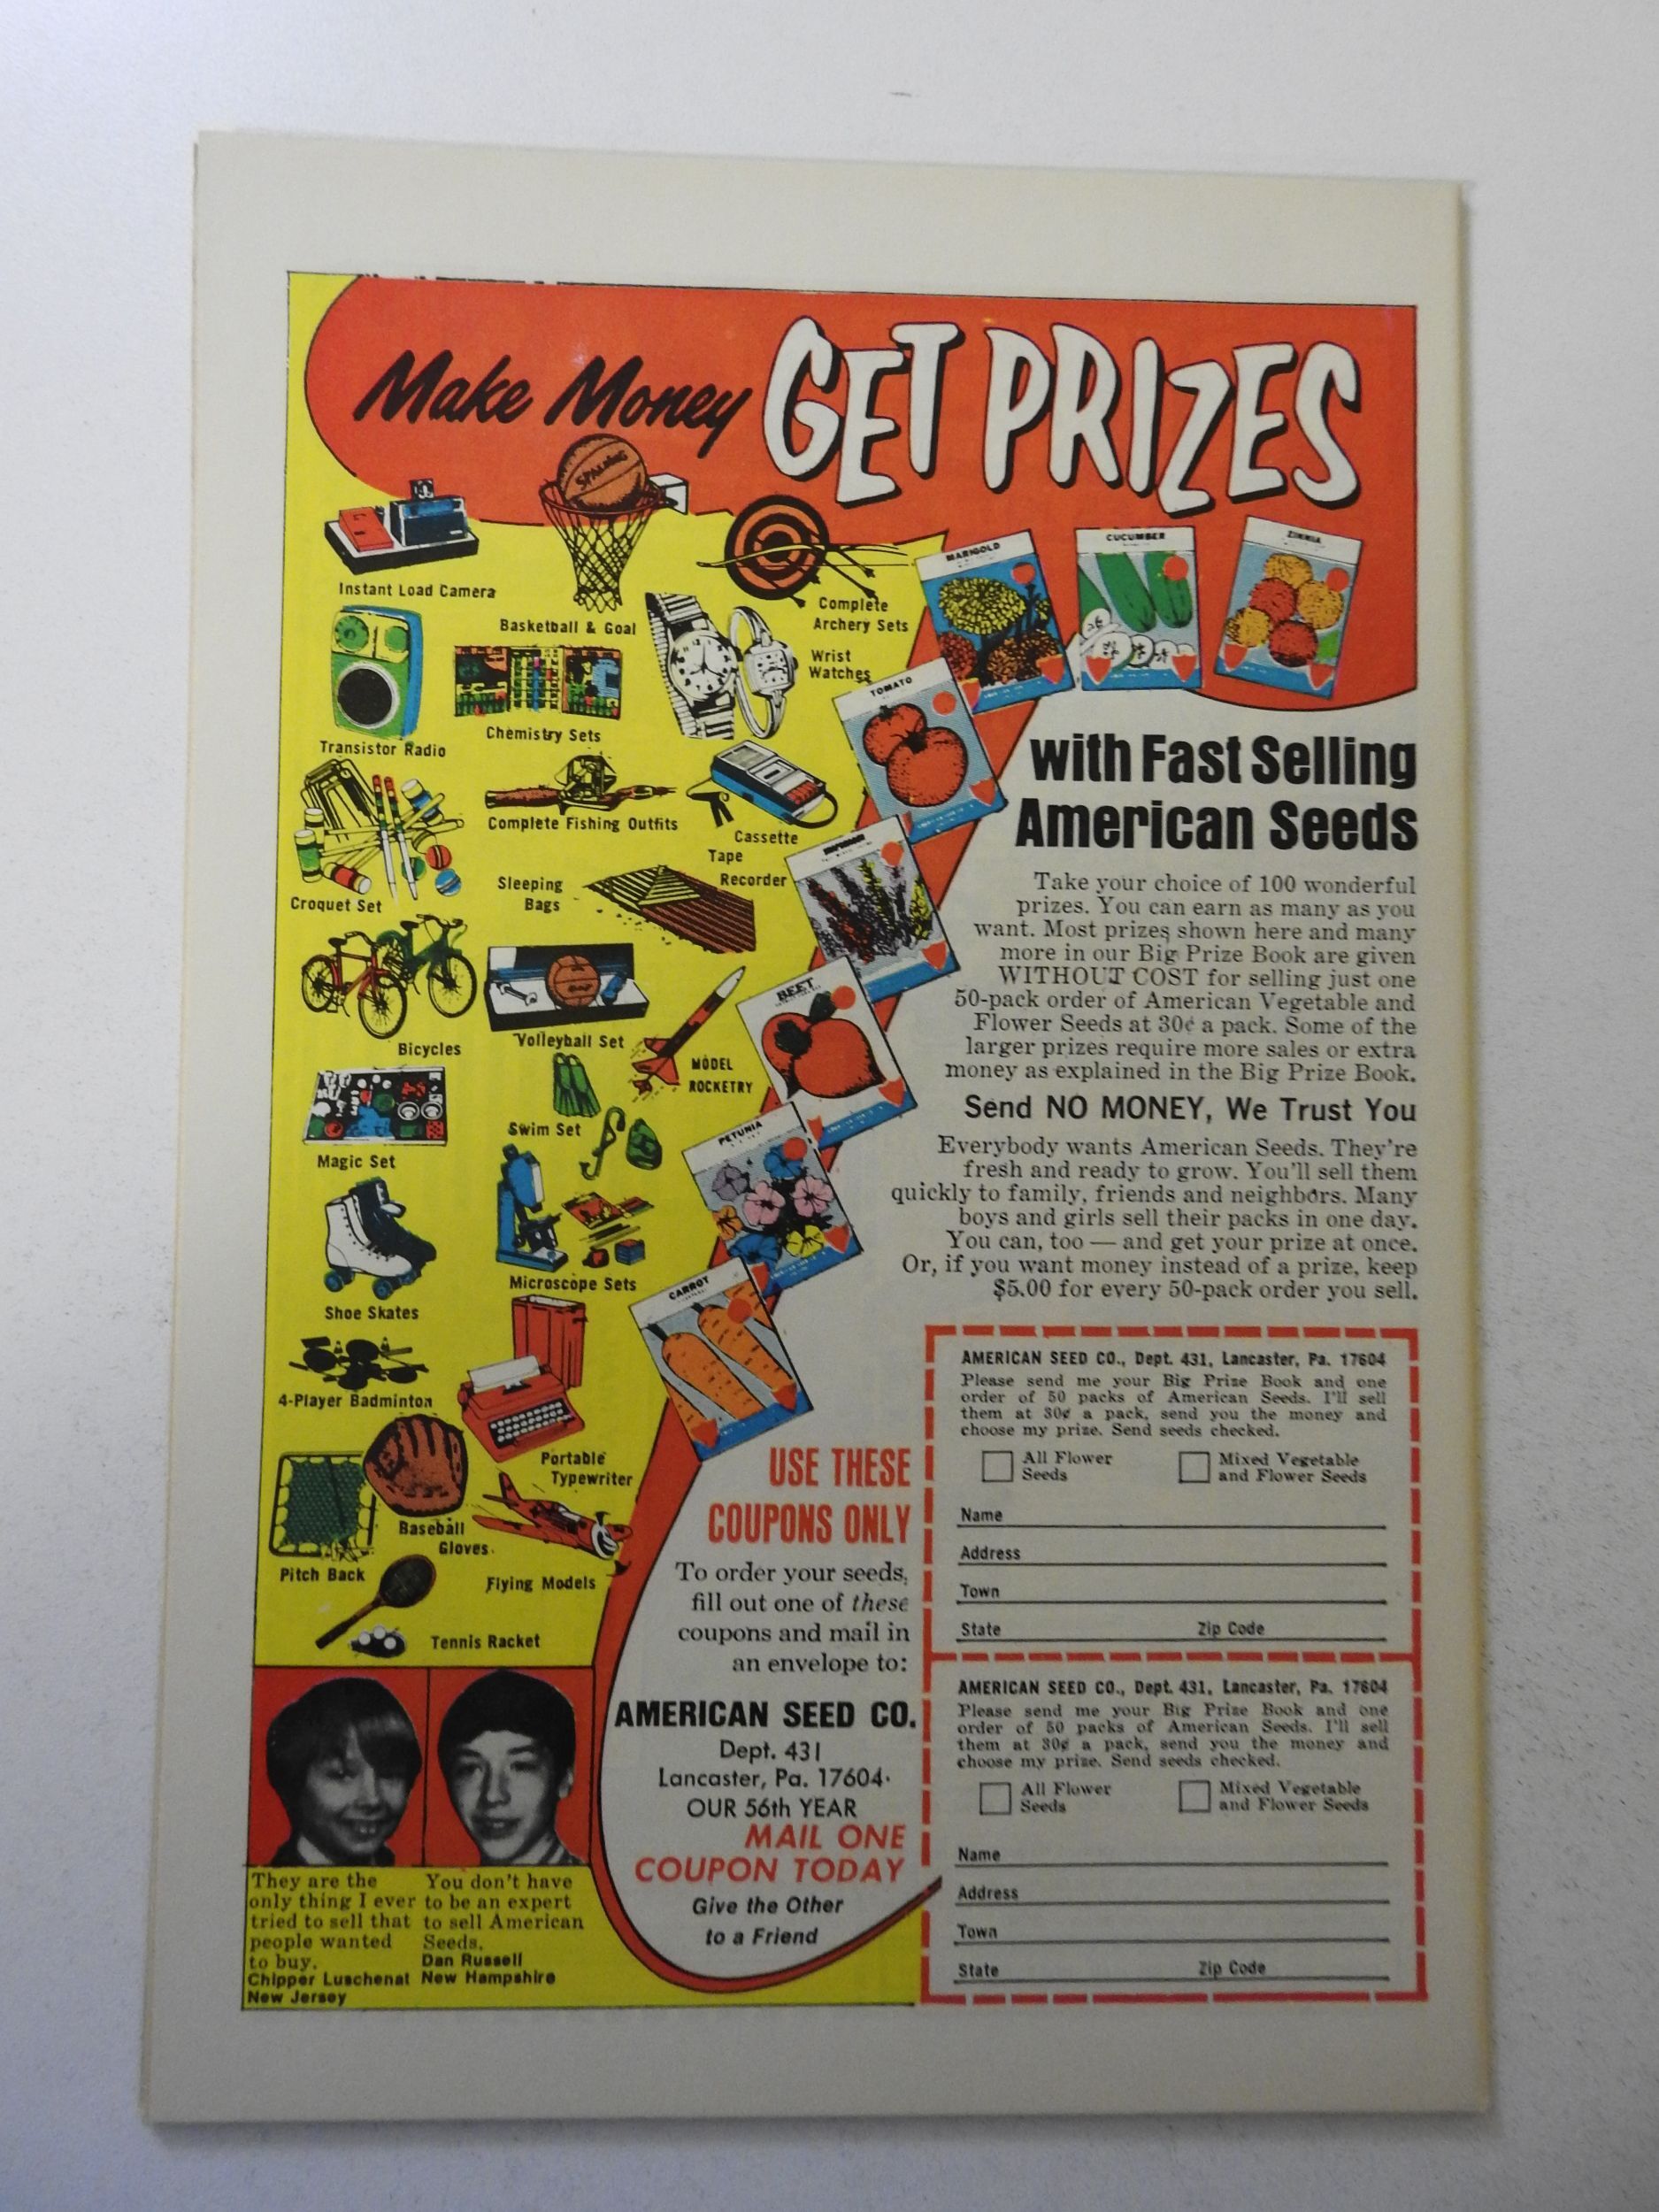 Make Money GET PRIZES
SPALDING
Instant Load Camera
Basketball & Goal
Complete
Archery Sets
Wrist
Watches
Transistor Radio
Chemistry Sets
Complete Fishing Outfits
Cassette
Tape
Recorder
Croquet Set
Sleeping
Bags
Bicycles
Volleyball Set
MODEL
ROCKETRY
Magic Set
Swim Set
Shoe Skates
Microscope Sets
4-Player Badminton
Portable
Typewriter
Baseball
Gloves
Pitch Back
Flying Models
Tennis Racket
MARIGOLD
CUCUMBER
ZINNIA
TOMATO
BEET
PETUNIA
CARROT
with Fast Selling
American Seeds
Take your choice of 100 wonderful
prizes. You can earn as many as you
want. Most prizes shown here and many
more in our Big Prize Book are given
WITHOUT COST for selling just one
50-pack order of American Vegetable and
Flower Seeds at 30¢ a pack. Some of the
larger prizes require more sales or extra
money as explained in the Big Prize Book.
Send NO MONEY, We Trust You
Everybody wants American Seeds. They're
fresh and ready to grow. You'll sell them
quickly to family, friends and neighbors. Many
boys and girls sell their packs in one day.
You can, too — and get your prize at once.
Or, if you want money instead of a prize, keep
$5.00 for every 50-pack order you sell.
USE THESE
COUPONS ONLY
To order your seeds,
fill out one of these
coupons and mail in
an envelope to:
AMERICAN SEED CO.
Dept. 431
Lancaster, Pa. 17604
OUR 56th YEAR
MAIL ONE
COUPON TODAY
Give the Other
to a Friend
AMERICAN SEED CO., Dept. 431, Lancaster, Pa. 17604
Please send me your Big Prize Book and one
order of 50 packs of American Seeds. I'll sell
them at 30¢ a pack, send you the money and
choose my prize. Send seeds checked.
All Flower
Seeds
Mixed Vegetable
and Flower Seeds
Name
Address
Town
State Zip Code
AMERICAN SEED CO., Dept. 431, Lancaster, Pa. 17604
Please send me your Big Prize Book and one
order of 50 packs of American Seeds. I'll sell
them at 30¢ a pack, send you the money and
choose my prize. Send seeds checked.
All Flower
Seeds
Mixed Vegetable
and Flower Seeds
Name
Address
Town
State Zip Code
They are the
only thing I ever
tried to sell that
people wanted
to buy.
Chipper Luschenat
New Jersey
You don't have
to be an expert
to sell American
Seeds.
Dan Russell
New Hampshire